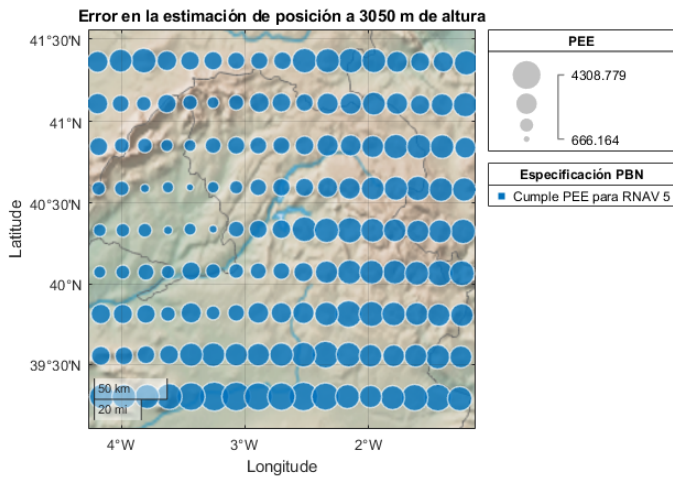 Error en la estimación de posición a 3050 m de altura
41°30'N
41°N
40°30'N
40°N
39°30'N
Latitude
50 km
20 mi
4°W
3°W
2°W
Longitude
PEE
4308.779
666.164
Especificación PBN
Cumple PEE para RNAV 5